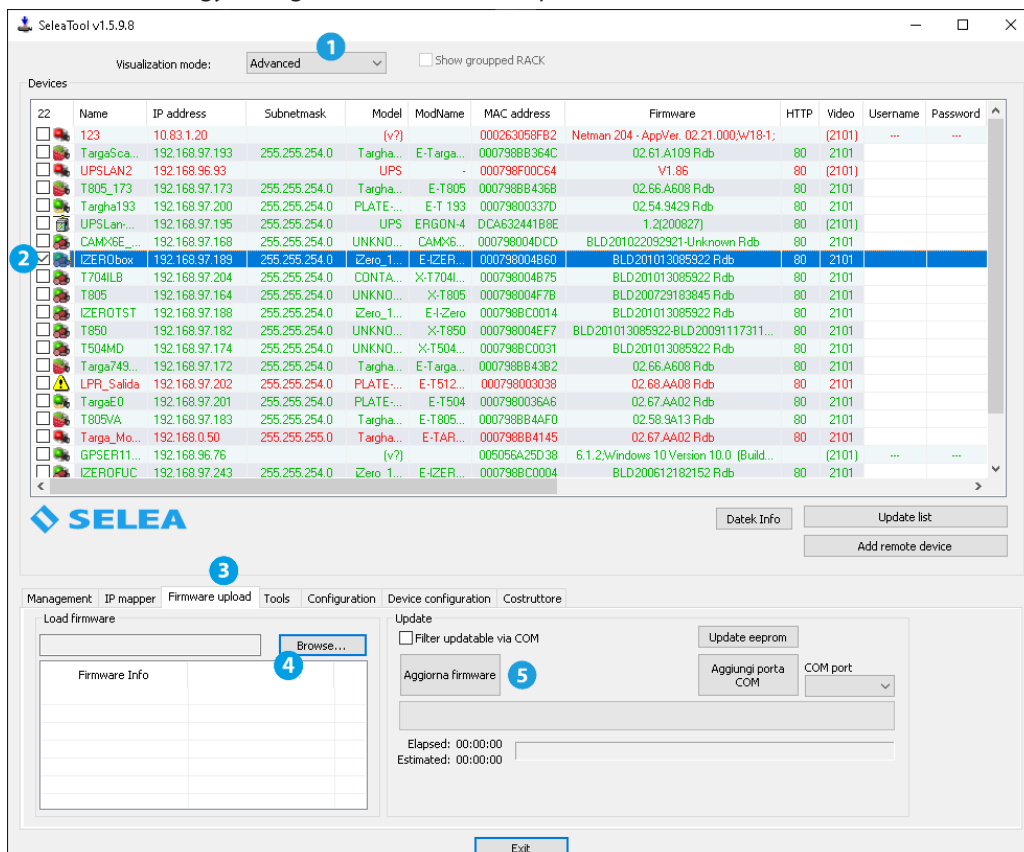 SeleaTool v1.5.9.8
1
Visualization mode: Advanced Show groupped RACK
Devices
22 Name IP address Subnetmask Model ModName MAC address Firmware HTTP Video Username Password
123 10.83.1.20 (v?) 000263058FB2 Netman 204 - AppVer. 02.21.000;W18-1; (2101) --- ---
TargaSca... 192.168.97.193 255.255.254.0 Targha... E-Targa... 000798BB364C 02.61.A109 Rdb 80 2101
UPSLAN2 192.168.96.93 UPS - 000798F00C64 V1.86 80 (2101)
T805_173 192.168.97.173 255.255.254.0 Targha... E-T805 000798BB436B 02.66.A608 Rdb 80 2101
Targha193 192.168.97.200 255.255.254.0 PLATE-... E-T 193 00079800337D 02.54.9429 Rdb 80 2101
UPSLan-... 192.168.97.195 255.255.254.0 UPS ERGON-4 DCA632441B8E 1.2(200827) 80 (2101)
CAMX6E_... 192.168.97.168 255.255.254.0 UNKNO... CAMX6... 000798004DCD BLD201022092921-Unknown Rdb 80 2101
2 IZERObox 192.168.97.189 255.255.254.0 iZero_1... E-IZER... 000798004B60 BLD201013085922 Rdb 80 2101
T704ILB 192.168.97.204 255.255.254.0 CONTA... X-T704I... 000798004B75 BLD201013085922 Rdb 80 2101
T805 192.168.97.164 255.255.254.0 UNKNO... X-T805 000798004F7B BLD200729183845 Rdb 80 2101
IZEROTST 192.168.97.188 255.255.254.0 iZero_1... E-I-Zero 000798BC0014 BLD201013085922 Rdb 80 2101
T850 192.168.97.182 255.255.254.0 UNKNO... X-T850 000798004EF7 BLD201013085922-BLD20091117311... 80 2101
T504MD 192.168.97.174 255.255.254.0 UNKNO... X-T504... 000798BC0031 BLD201013085922 Rdb 80 2101
Targa749... 192.168.97.172 255.255.254.0 Targha... E-Targa... 000798BB43B2 02.66.A608 Rdb 80 2101
LPR_Salida 192.168.97.202 255.255.254.0 PLATE-... E-T512... 000798003038 02.68.AA08 Rdb 80 2101
TargaE0 192.168.97.201 255.255.254.0 PLATE-... E-T504 0007980036A6 02.67.AA02 Rdb 80 2101
T805VA 192.168.97.183 255.255.254.0 Targha... E-T805... 000798BB4AF0 02.58.9A13 Rdb 80 2101
Targa_Mo... 192.168.0.50 255.255.255.0 Targha... E-TAR... 000798BB4145 02.67.AA02 Rdb 80 2101
GPSER11... 192.168.96.76 (v?) 005056A25D38 6.1.2;Windows 10 Version 10.0 (Build... (2101) --- ---
IZEROFUC 192.168.97.243 255.255.254.0 iZero_1... E-IZER... 000798BC0004 BLD200612182152 Rdb 80 2101
SELEA
Datek Info Update list
Add remote device
3
Management IP mapper Firmware upload Tools Configuration Device configuration Costruttore
Load firmware Update
Browse... Filter updatable via COM Update eeprom
4
Firmware Info Aggiorna firmware 5 Aggiungi porta COM COM port
Elapsed: 00:00:00
Estimated: 00:00:00
Exit